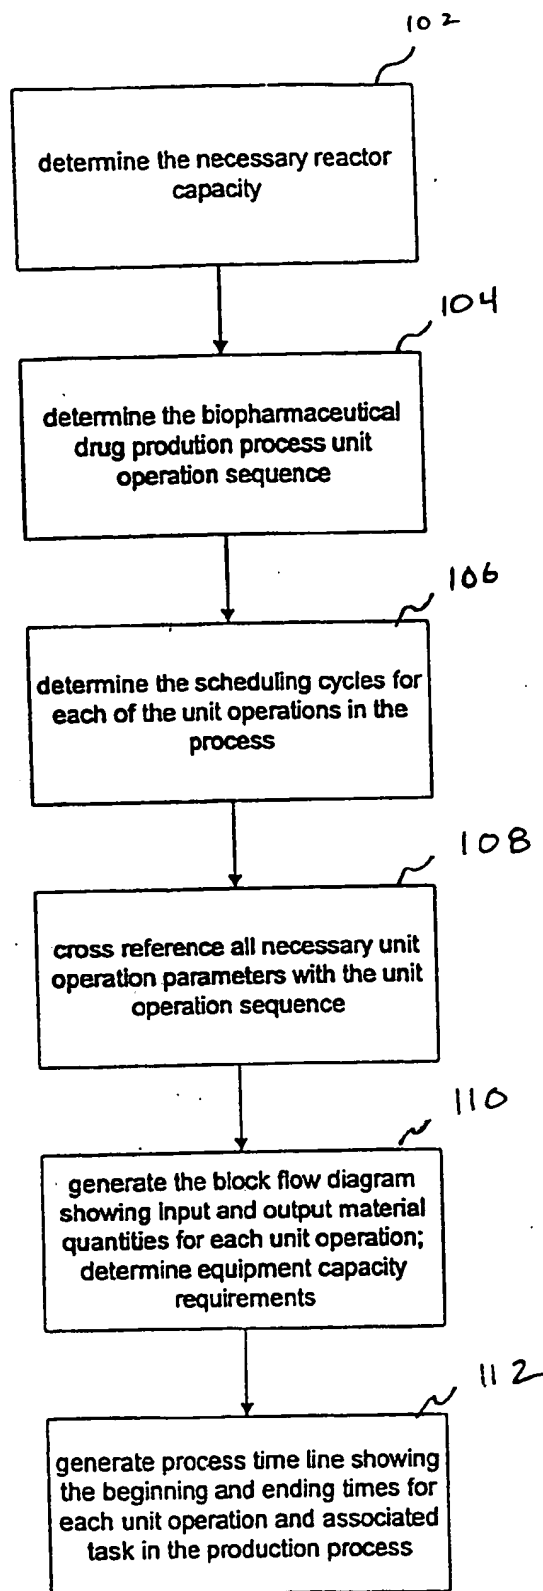 102
determine the necessary reactor
capacity
104
determine the biopharmaceutical
drug prodution process unit
operation sequence
106
determine the scheduling cycles for
each of the unit operations in the
process
108
cross reference all necessary unit
operation parameters with the unit
operation sequence
110
generate the block flow diagram
showing input and output material
quantities for each unit operation;
determine equipment capacity
requirements
112
generate process time line showing
the beginning and ending times for
each unit operation and associated
task in the production process